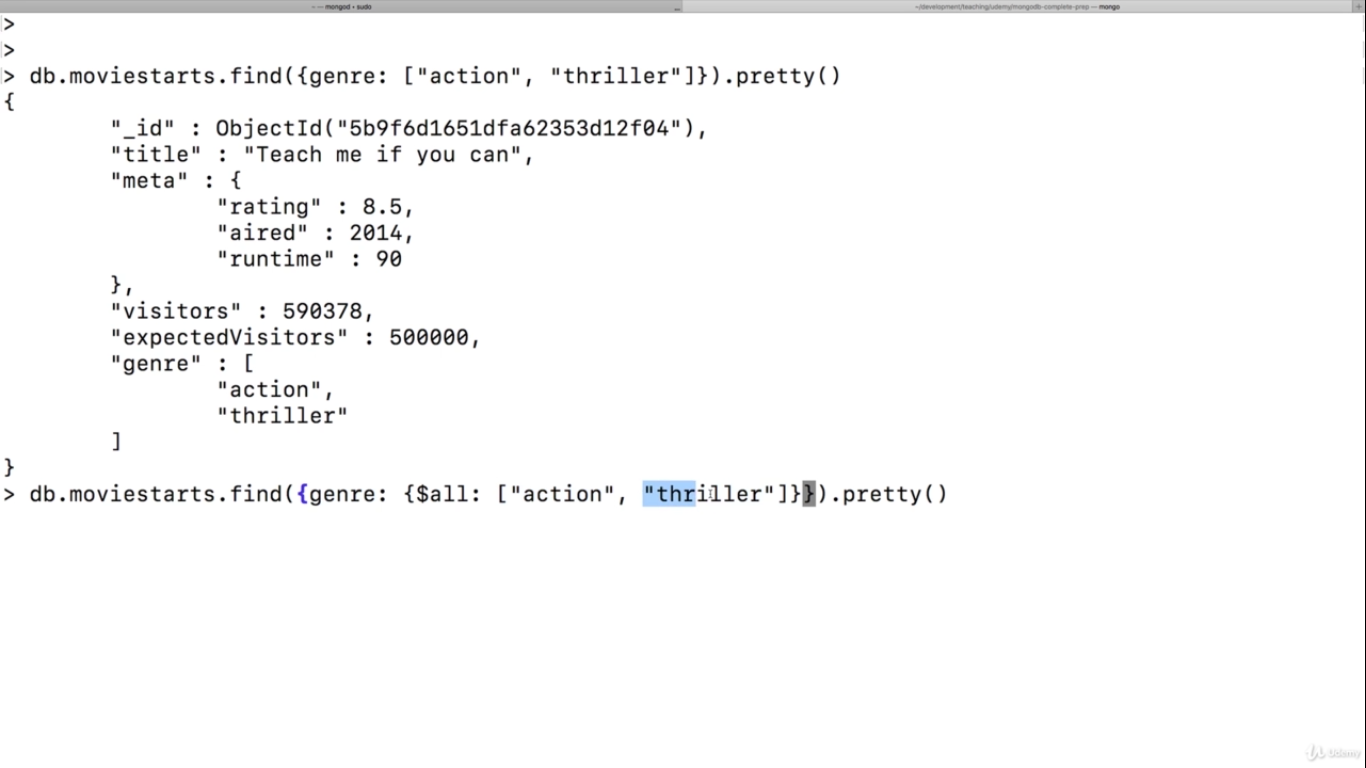 ~ — mongod • sudo
~/development/teaching/udemy/mongodb-complete-prep — mongo
>
>
> db.moviestarts.find({genre: ["action", "thriller"]}).pretty()
{
"_id" : ObjectId("5b9f6d1651dfa62353d12f04"),
"title" : "Teach me if you can",
"meta" : {
"rating" : 8.5,
"aired" : 2014,
"runtime" : 90
},
"visitors" : 590378,
"expectedVisitors" : 500000,
"genre" : [
"action",
"thriller"
]
}
> db.moviestarts.find({genre: {$all: ["action", "thriller"]}}).pretty()
Udemy